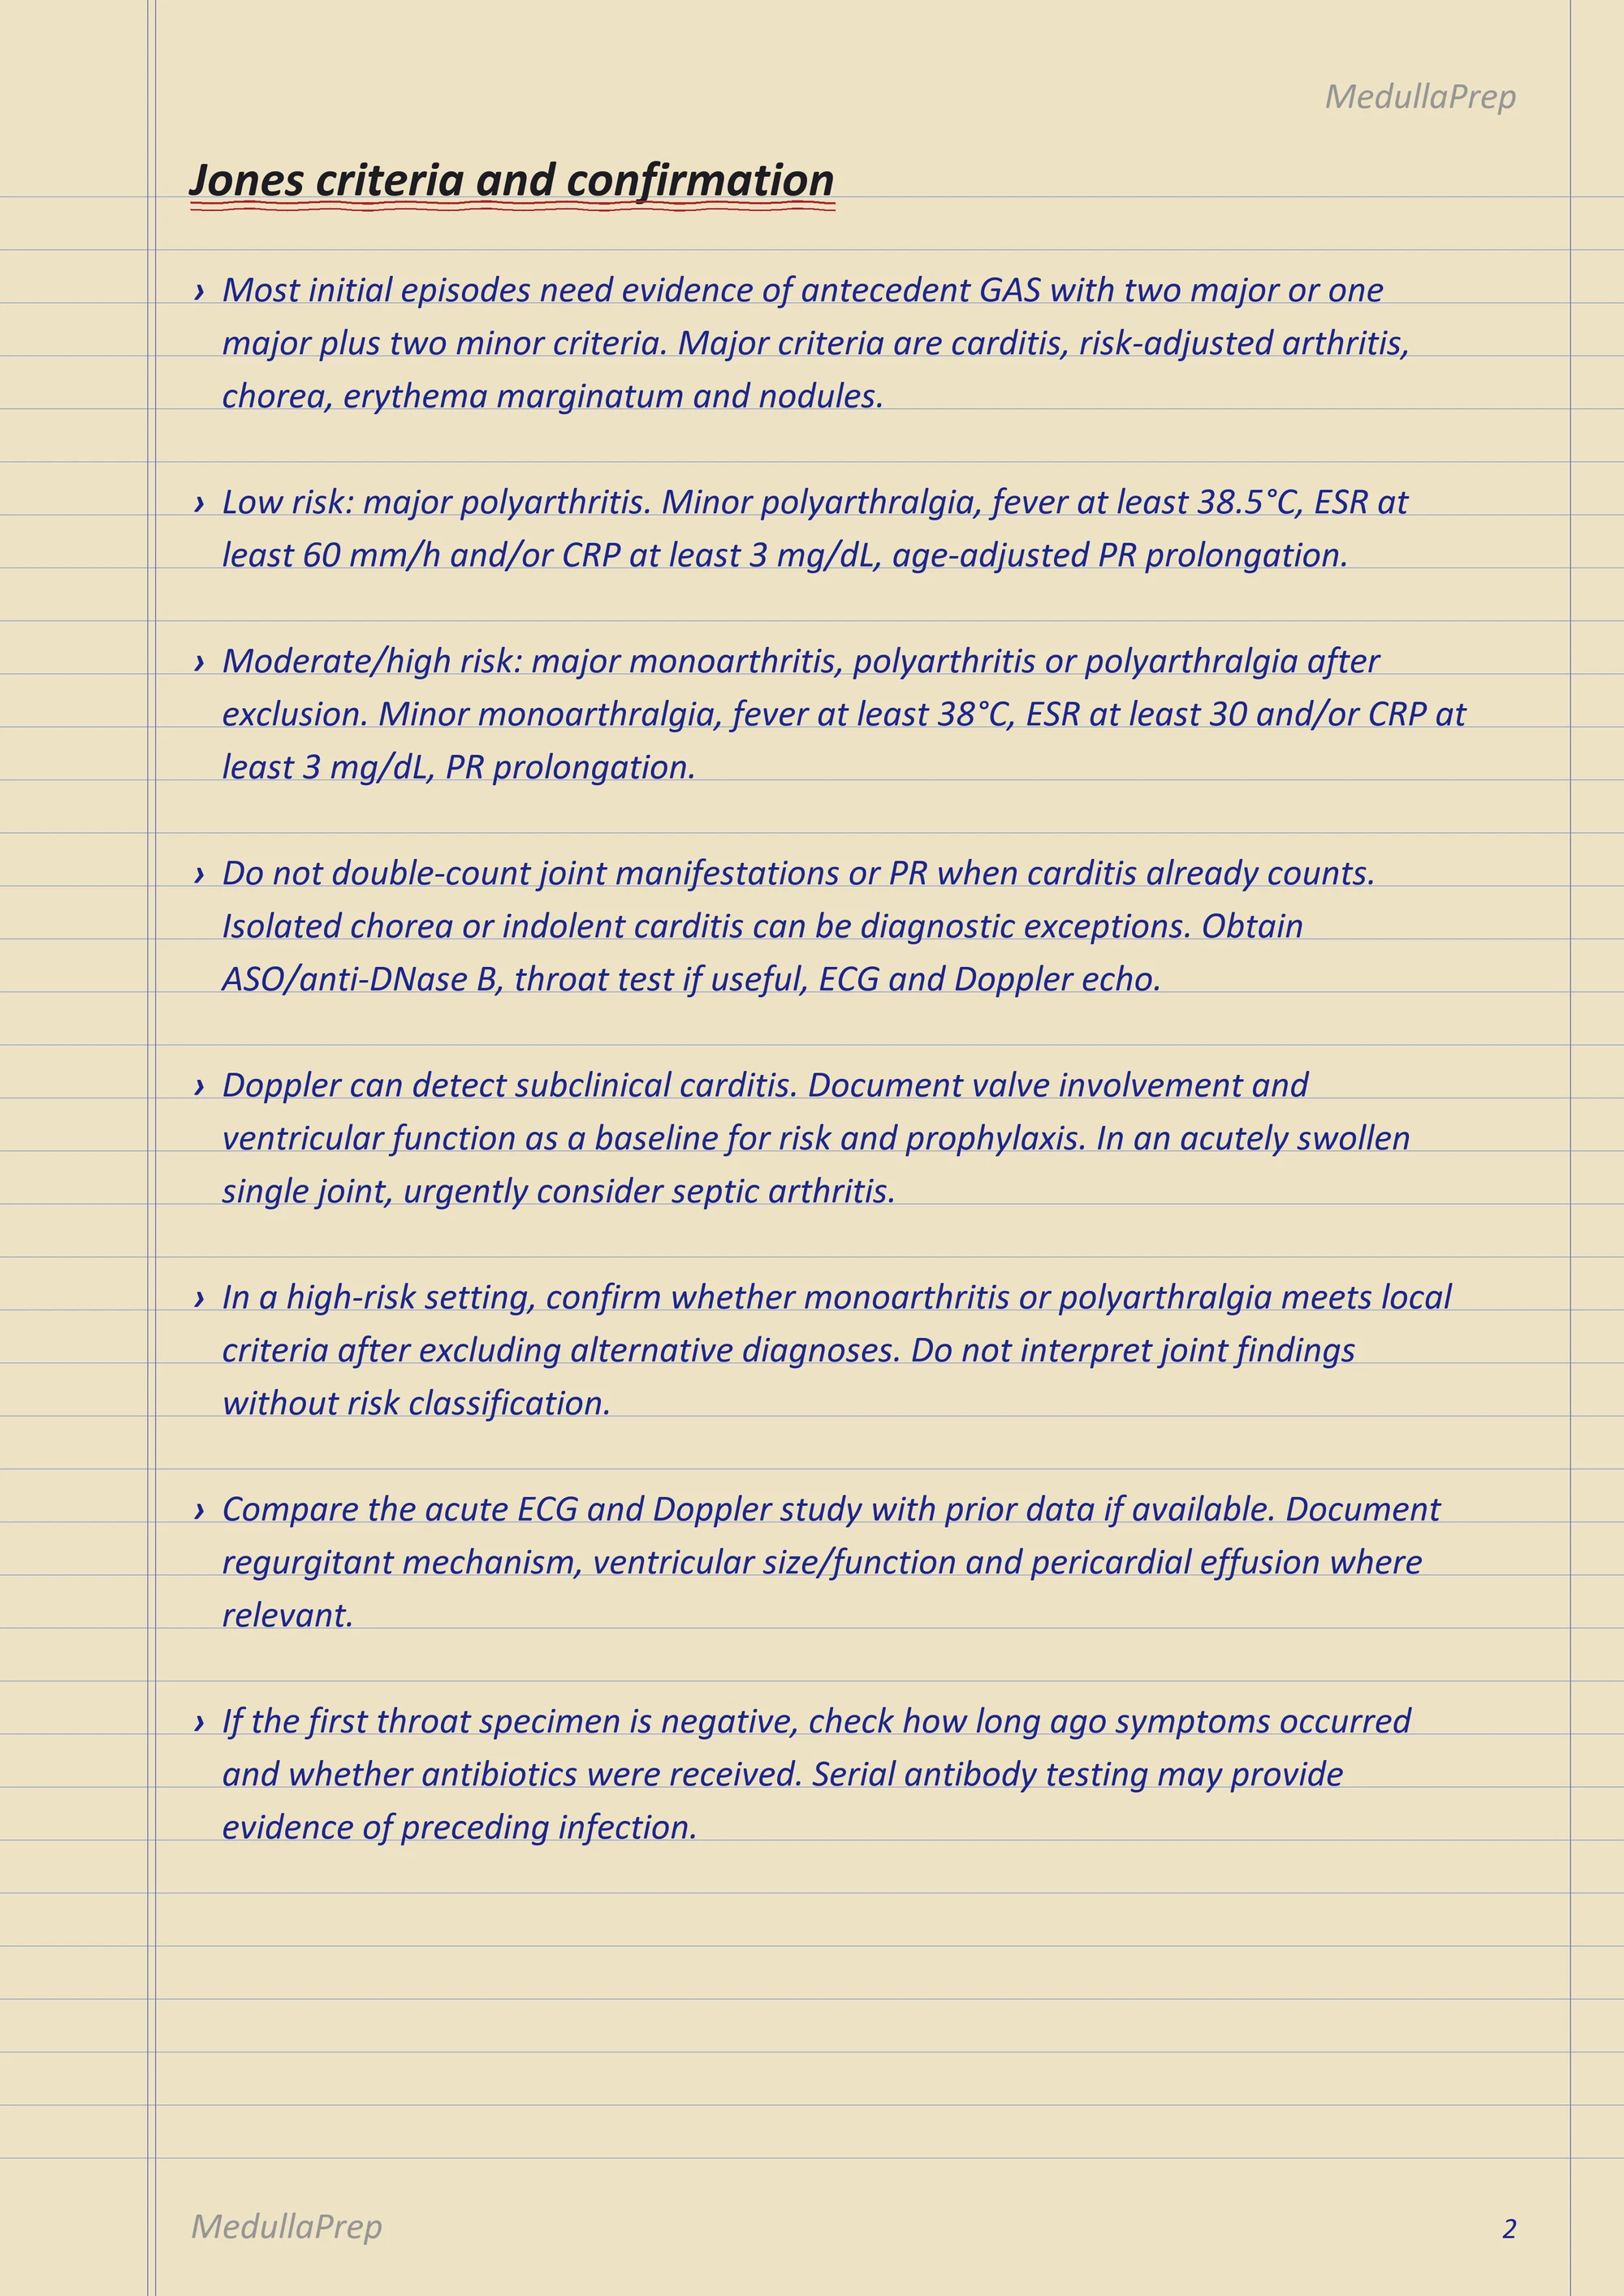 MedullaPrep
Jones criteria and confirmation
› Most initial episodes need evidence of antecedent GAS with two major or one
major plus two minor criteria. Major criteria are carditis, risk-adjusted arthritis,
chorea, erythema marginatum and nodules.
› Low risk: major polyarthritis. Minor polyarthralgia, fever at least 38.5°C, ESR at
least 60 mm/h and/or CRP at least 3 mg/dL, age-adjusted PR prolongation.
› Moderate/high risk: major monoarthritis, polyarthritis or polyarthralgia after
exclusion. Minor monoarthralgia, fever at least 38°C, ESR at least 30 and/or CRP at
least 3 mg/dL, PR prolongation.
› Do not double-count joint manifestations or PR when carditis already counts.
Isolated chorea or indolent carditis can be diagnostic exceptions. Obtain
ASO/anti-DNase B, throat test if useful, ECG and Doppler echo.
› Doppler can detect subclinical carditis. Document valve involvement and
ventricular function as a baseline for risk and prophylaxis. In an acutely swollen
single joint, urgently consider septic arthritis.
› In a high-risk setting, confirm whether monoarthritis or polyarthralgia meets local
criteria after excluding alternative diagnoses. Do not interpret joint findings
without risk classification.
› Compare the acute ECG and Doppler study with prior data if available. Document
regurgitant mechanism, ventricular size/function and pericardial effusion where
relevant.
› If the first throat specimen is negative, check how long ago symptoms occurred
and whether antibiotics were received. Serial antibody testing may provide
evidence of preceding infection.
MedullaPrep
2